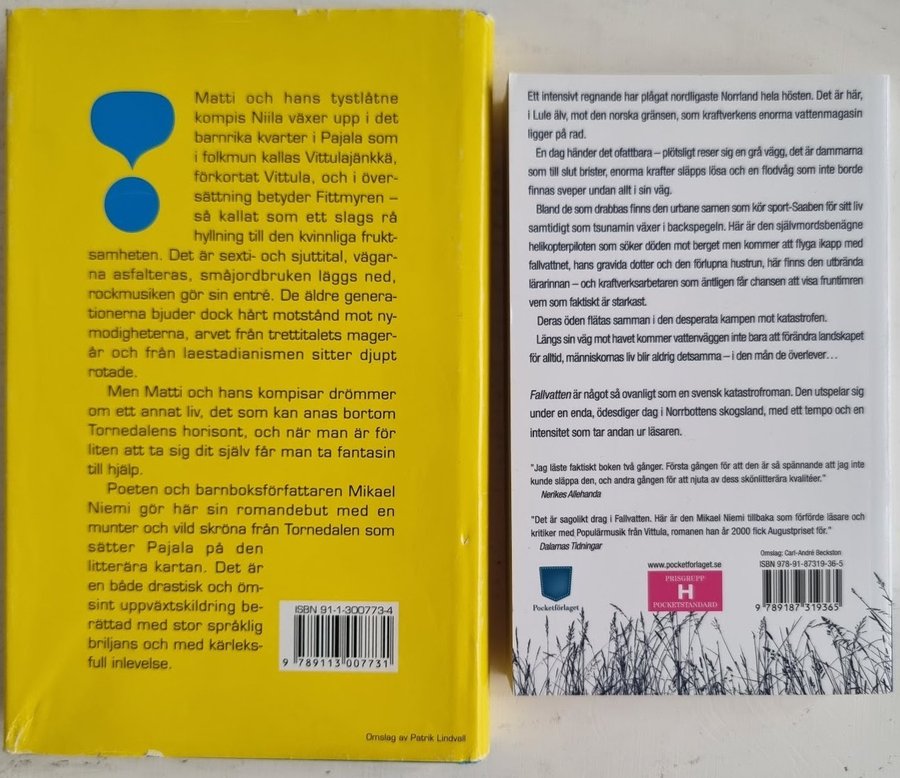 Matti och hans tystlåtne
kompis Niila växer upp i det
barnrika kvarter i Pajala som
i folkmun kallas Vittulajänkkä,
förkortat Vittula, och i över-
sättning betyder Fittmyren –
så kallat som ett slags rå
hyllning till den kvinnliga frukt-
samheten. Det är sexti- och sjuttital, vägar-
na asfalteras, småjordbruken läggs ned,
rockmusiken gör sin entré. De äldre genera-
tionerna bjuder dock hårt motstånd mot ny-
modigheterna, arvet från trettitalets mager-
år och från laestadianismen sitter djupt
rotade.
Men Matti och hans kompisar drömmer
om ett annat liv, det som kan anas bortom
Tornedalens horisont, och när man är för
liten att ta sig dit själv får man ta fantasin
till hjälp.
Poeten och barnboksförfattaren Mikael
Niemi gör här sin romandebut med en
munter och vild skröna från Tornedalen som
sätter Pajala på den
litterära kartan. Det är
en både drastisk och öm-
sint uppväxtskildring be-
rättad med stor språklig
briljans och med kärleks-
full inlevelse.
ISBN 91-1-300773-4
9 789113 007731
Omslag av Patrik Lindvall
Ett intensivt regnande har plågat nordligaste Norrland hela hösten. Det är här,
i Lule älv, mot den norska gränsen, som kraftverkens enorma vattenmagasin
ligger på rad.
En dag händer det ofattbara – plötsligt reser sig en grå vägg, det är dammarna
som till slut brister, enorma krafter släpps lösa och en flodvåg som inte borde
finnas sveper undan allt i sin väg.
Bland de som drabbas finns den urbane samen som kör sport-Saaben för sitt liv
samtidigt som tsunamin växer i backspegeln. Här är den självmordsbenägne
helikopterpiloten som söker döden mot berget men kommer att flyga ikapp med
fallvattnet, hans gravida dotter och den förlupna hustrun, här finns den utbrända
lärarinnan – och kraftverksarbetaren som äntligen får chansen att visa fruntimren
vem som faktiskt är starkast.
Deras öden flätas samman i den desperata kampen mot katastrofen.
Längs sin väg mot havet kommer vattenväggen inte bara att förändra landskapet
för alltid, människornas liv blir aldrig detsamma – i den mån de överlever…
Fallvatten är något så ovanligt som en svensk katastrofroman. Den utspelar sig
under en enda, ödesdiger dag i Norrbottens skogsland, med ett tempo och en
intensitet som tar andan ur läsaren.
"Jag läste faktiskt boken två gånger. Första gången för att den är så spännande att jag inte
kunde släppa den, och andra gången för att njuta av dess skönlitterära kvalitéer."
Nerikes Allehanda
"Det är sagolikt drag i Fallvatten. Här är den Mikael Niemi tillbaka som förförde läsare och
kritiker med Populärmusik från Vittula, romanen han år 2000 fick Augustpriset för."
Dalarnas Tidningar
Omslag: Carl-André Beckston
www.pocketforlaget.se
ISBN 978-91-87319-36-5
PRISGRUPP
H
POCKETSTANDARD
Pocketförlaget
9 789187 319365